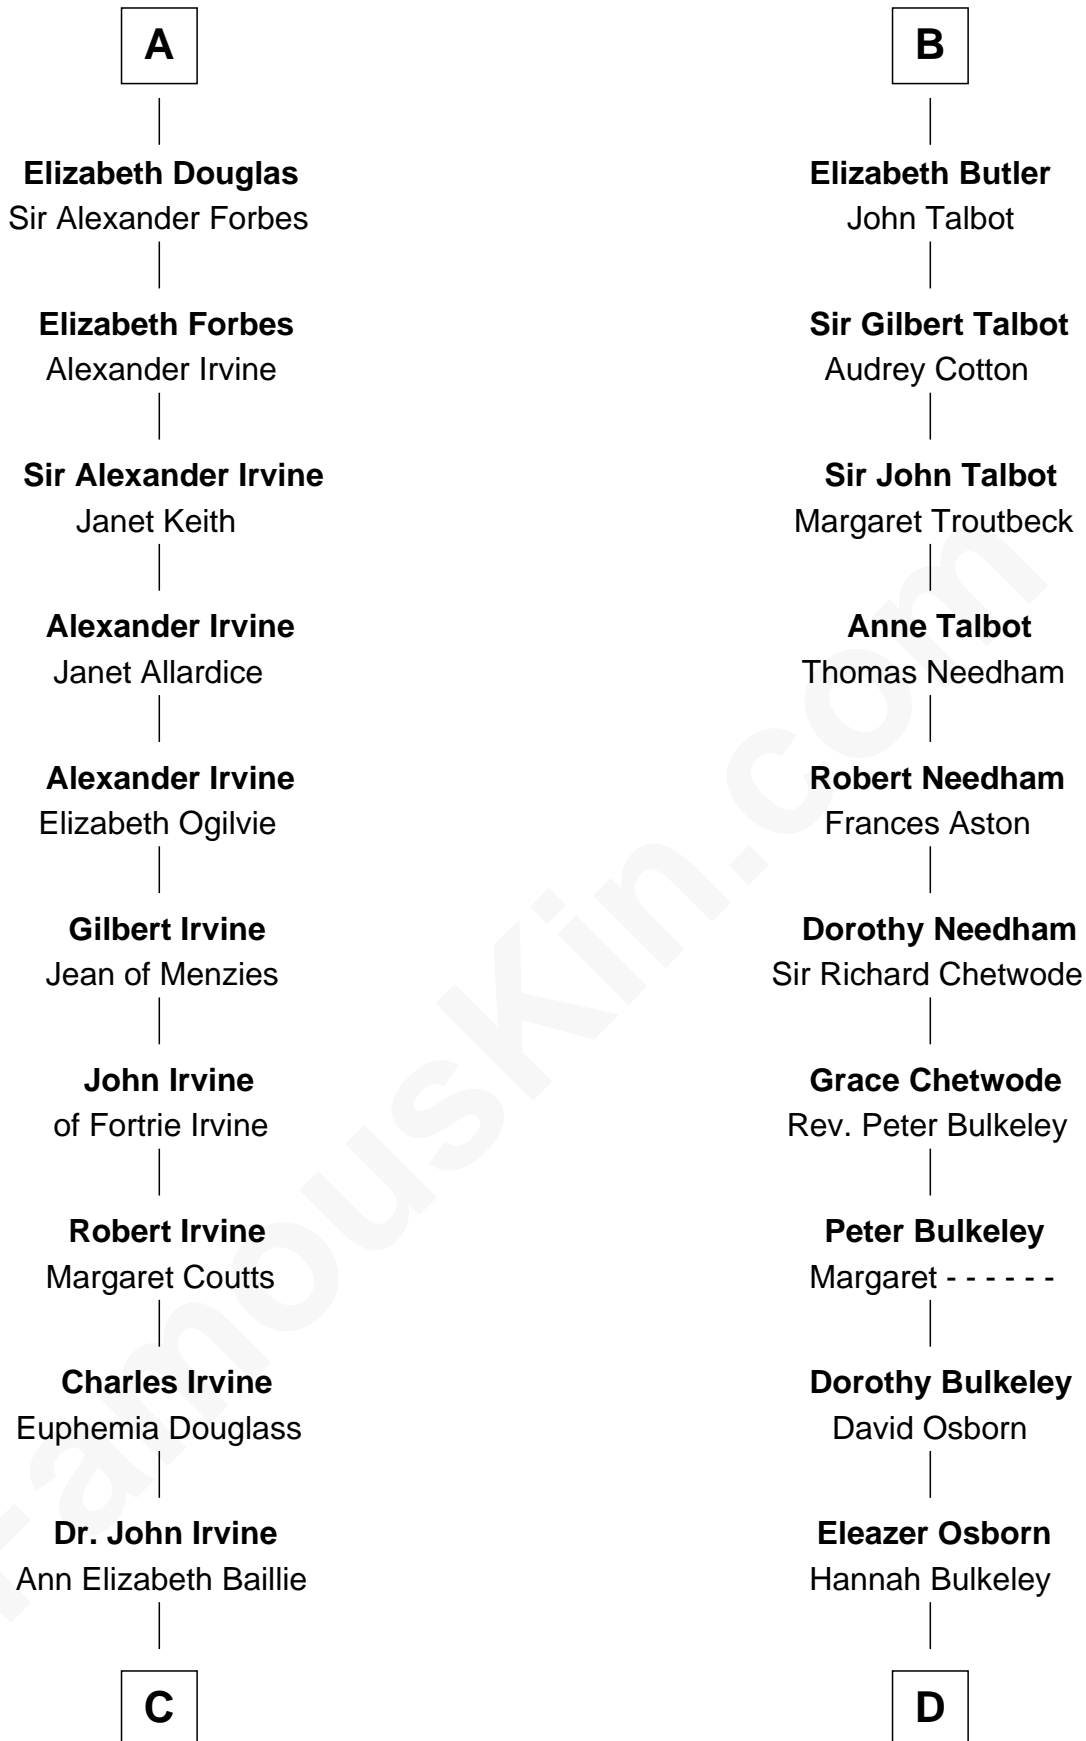 A
Elizabeth Douglas
Sir Alexander Forbes
Elizabeth Forbes
Alexander Irvine
Sir Alexander Irvine
Janet Keith
Alexander Irvine
Janet Allardice
Alexander Irvine
Elizabeth Ogilvie
Gilbert Irvine
Jean of Menzies
John Irvine
of Fortrie Irvine
Robert Irvine
Margaret Coutts
Charles Irvine
Euphemia Douglass
Dr. John Irvine
Ann Elizabeth Baillie
C
B
Elizabeth Butler
John Talbot
Sir Gilbert Talbot
Audrey Cotton
Sir John Talbot
Margaret Troutbeck
Anne Talbot
Thomas Needham
Robert Needham
Frances Aston
Dorothy Needham
Sir Richard Chetwode
Grace Chetwode
Rev. Peter Bulkeley
Peter Bulkeley
Margaret - - - - - -
Dorothy Bulkeley
David Osborn
Eleazer Osborn
Hannah Bulkeley
D
FamousKin.com